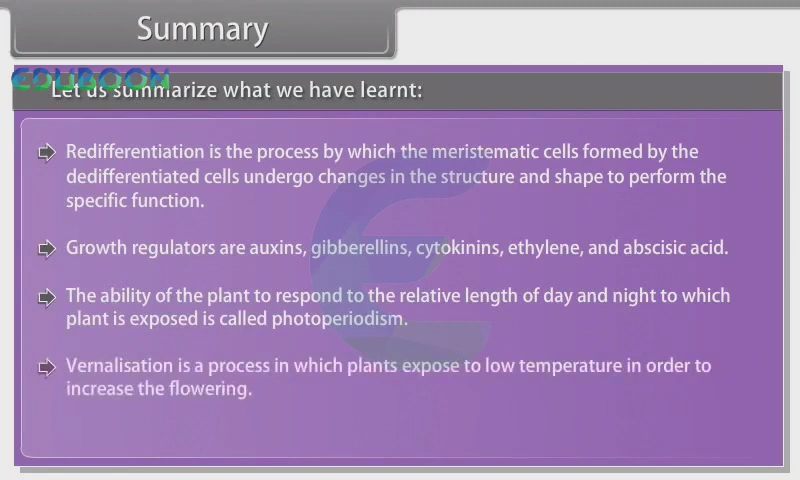 Summary
EDUBOON
Let us summarize what we have learnt:
Redifferentiation is the process by which the meristematic cells formed by the
dedifferentiated cells undergo changes in the structure and shape to perform the
specific function.
Growth regulators are auxins, gibberellins, cytokinins, ethylene, and abscisic acid.
The ability of the plant to respond to the relative length of day and night to which
plant is exposed is called photoperiodism.
Vernalisation is a process in which plants expose to low temperature in order to
increase the flowering.